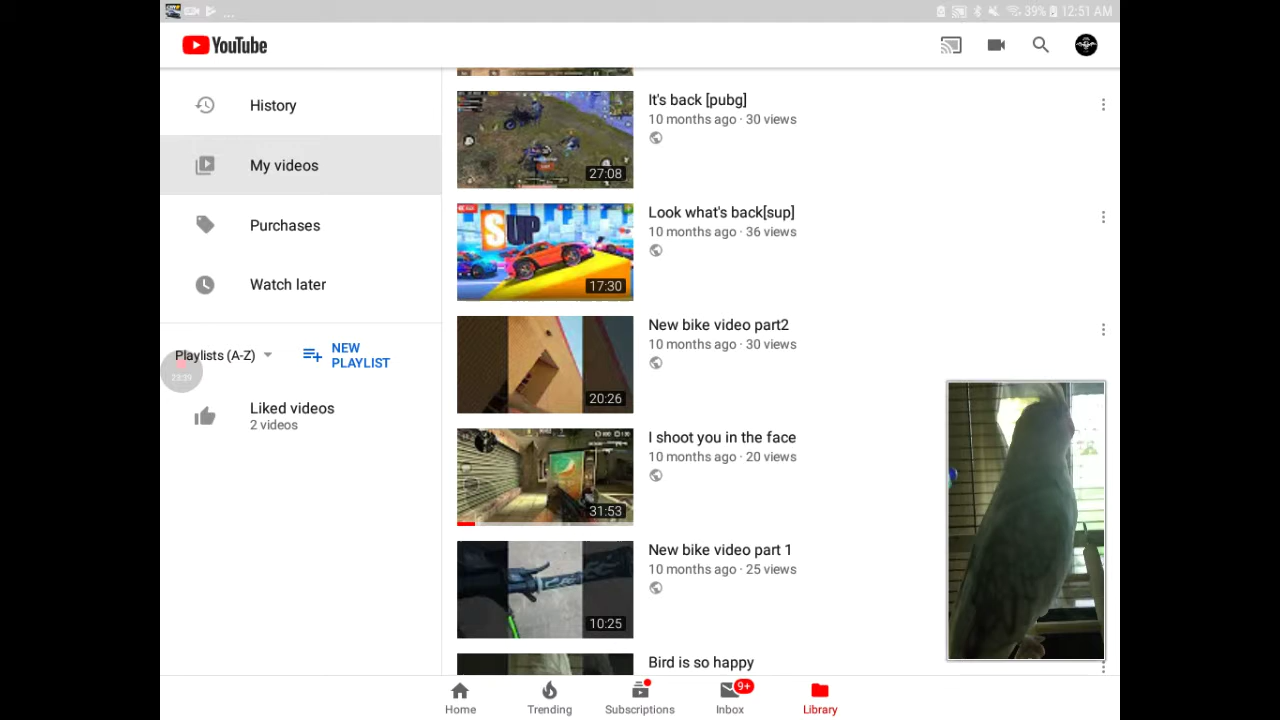 39% 12:51 AM
YouTube
History
My videos
Purchases
Watch later
Playlists (A-Z)
NEW
PLAYLIST
23:39
Liked videos
2 videos
It's back [pubg]
10 months ago · 30 views
27:08
Look what's back[sup]
10 months ago · 36 views
SUP
17:30
New bike video part2
10 months ago · 30 views
20:26
I shoot you in the face
10 months ago · 20 views
31:53
New bike video part 1
10 months ago · 25 views
10:25
Bird is so happy
Home
Trending
Subscriptions
9+
Inbox
Library